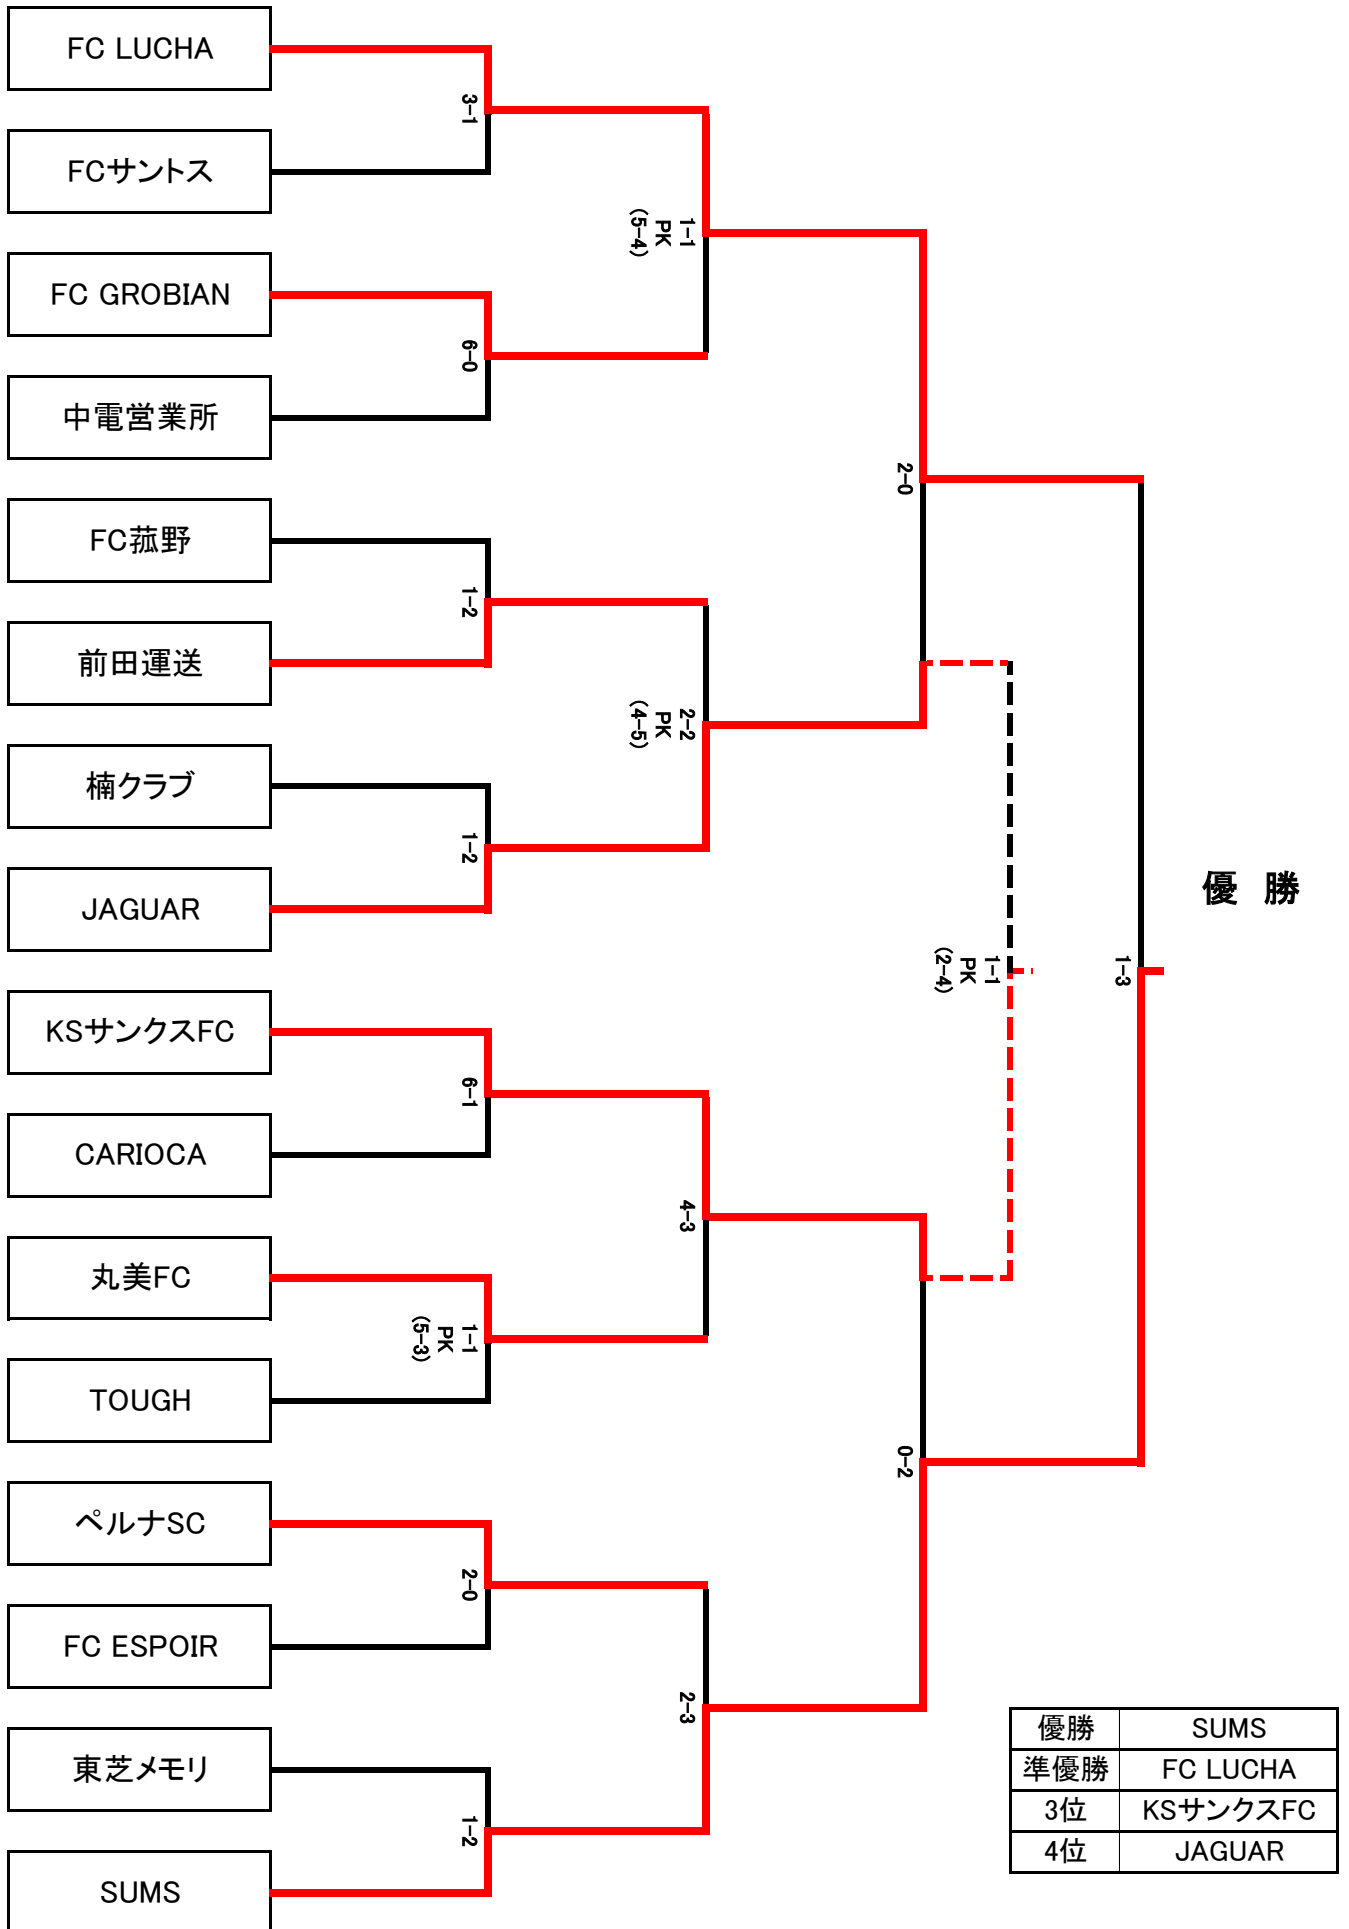 FC LUCHA
3-1
FCサントス
1-1
PK
(5-4)
FC GROBIAN
6-0
中電営業所
2-0
FC菰野
1-2
前田運送
2-2
PK
(4-5)
楠クラブ
1-2
JAGUAR
優 勝
1-1
PK
(2-4)
1-3
KSサンクスFC
6-1
CARIOCA
4-3
丸美FC
1-1
PK
(5-3)
TOUGH
0-2
ペルナSC
2-0
FC ESPOIR
2-3
東芝メモリ
1-2
SUMS
優勝 SUMS
準優勝 FC LUCHA
3位 KSサンクスFC
4位 JAGUAR